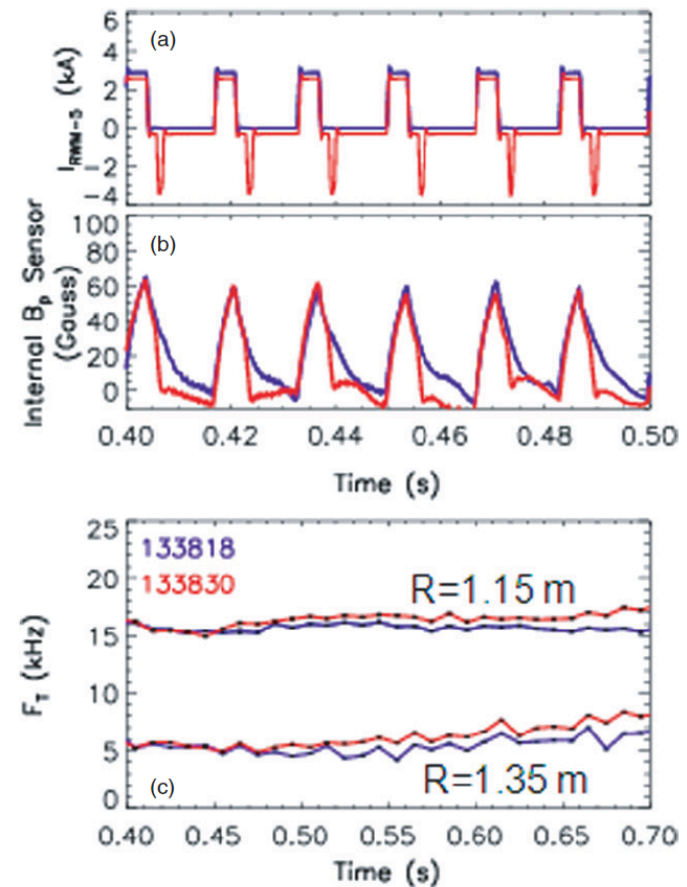 (a)
I_RWM-5 (kA)
6
4
2
0
−2
−4
(b)
Internal B_p Sensor
(Gauss)
100
80
60
40
20
0
0.40 0.42 0.44 0.46 0.48 0.50
Time (s)
(c)
F_T (kHz)
25
20
15
10
5
0
133818
133830
R=1.15 m
R=1.35 m
0.40 0.45 0.50 0.55 0.60 0.65 0.70
Time (s)